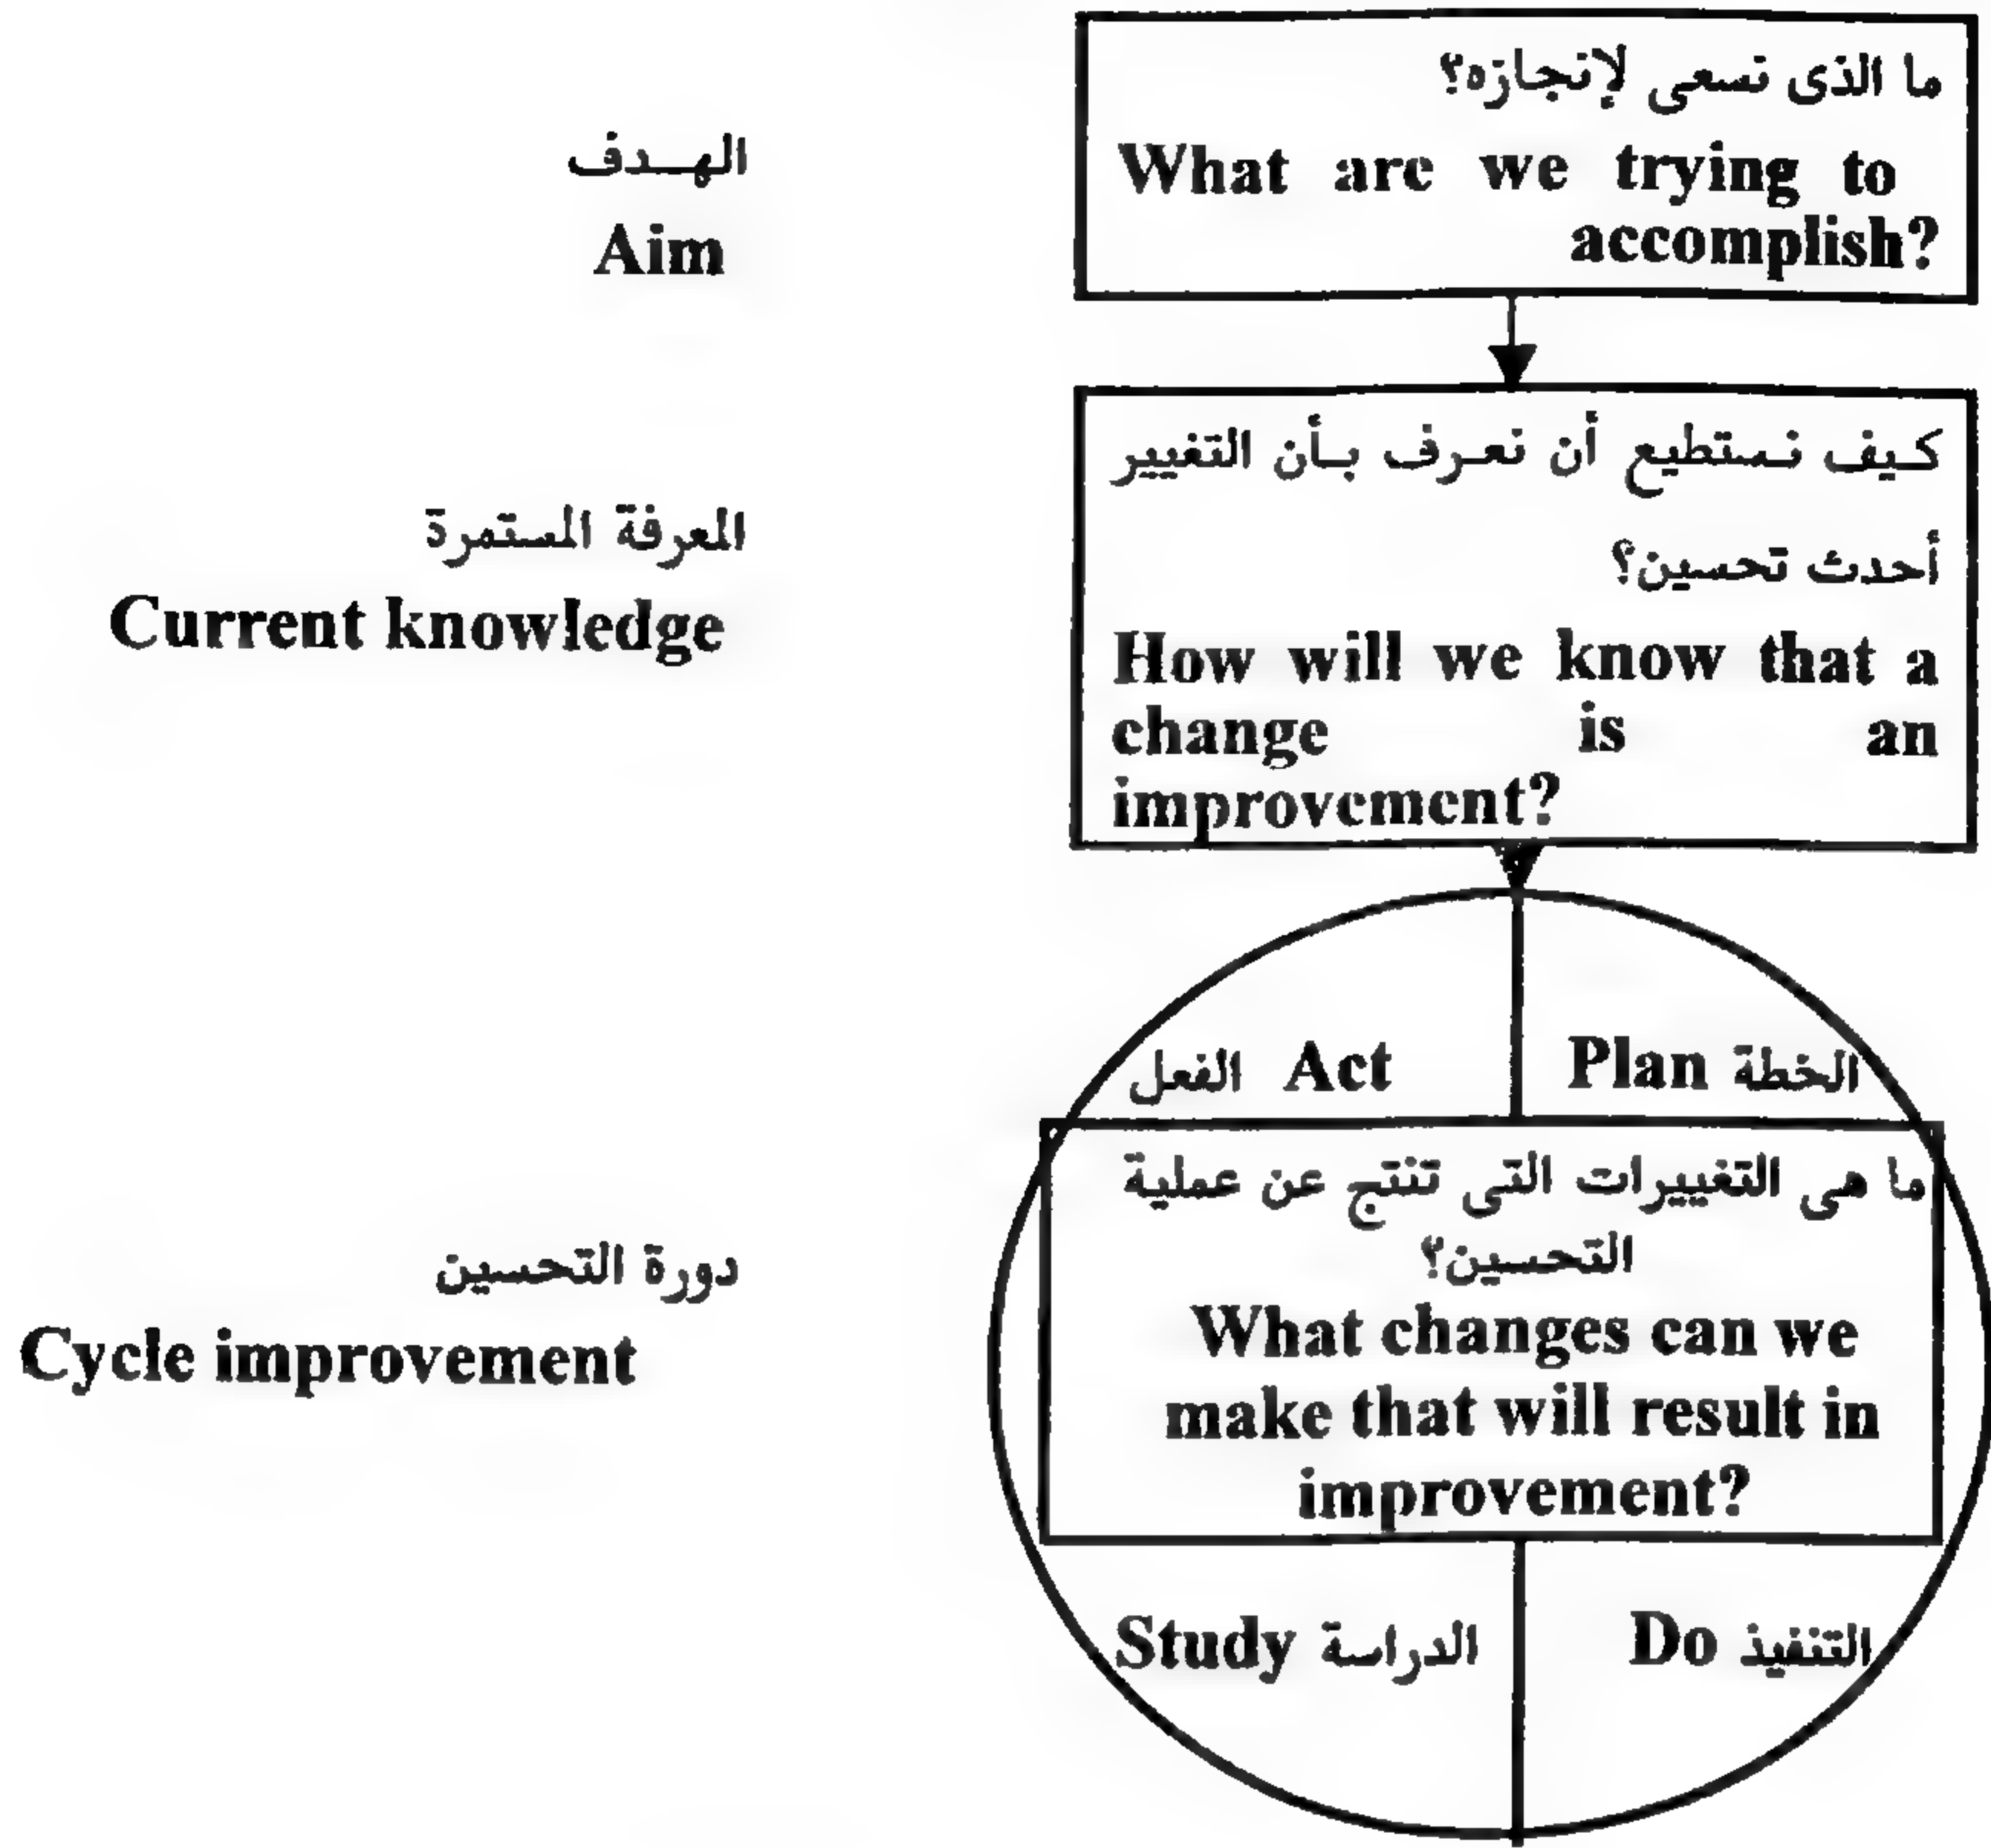 ما الذى نسعى لإنجازه؟
What are we trying to
accomplish?
الهــدف
Aim
كيف نستطيع أن نعرف بأن التغيير
أحدث تحسين؟
How will we know that a
change is an
improvement?
المعرفة المستمرة
Current knowledge
الفعل Act
Plan الخطة
ما هى التغييرات التى تنتج عن عملية
التحسين؟
What changes can we
make that will result in
improvement?
دورة التحسين
Cycle improvement
Study الدراسة
Do التنفيذ